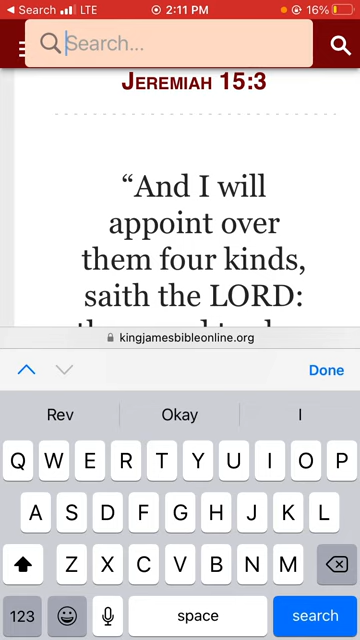 Search LTE 2:11 PM 16%
Search...
JEREMIAH 15:3
“And I will
appoint over
them four kinds,
saith the LORD:
kingjamesbibleonline.org
Done
Rev Okay I
Q W E R T Y U I O P
A S D F G H J K L
Z X C V B N M
123 space search